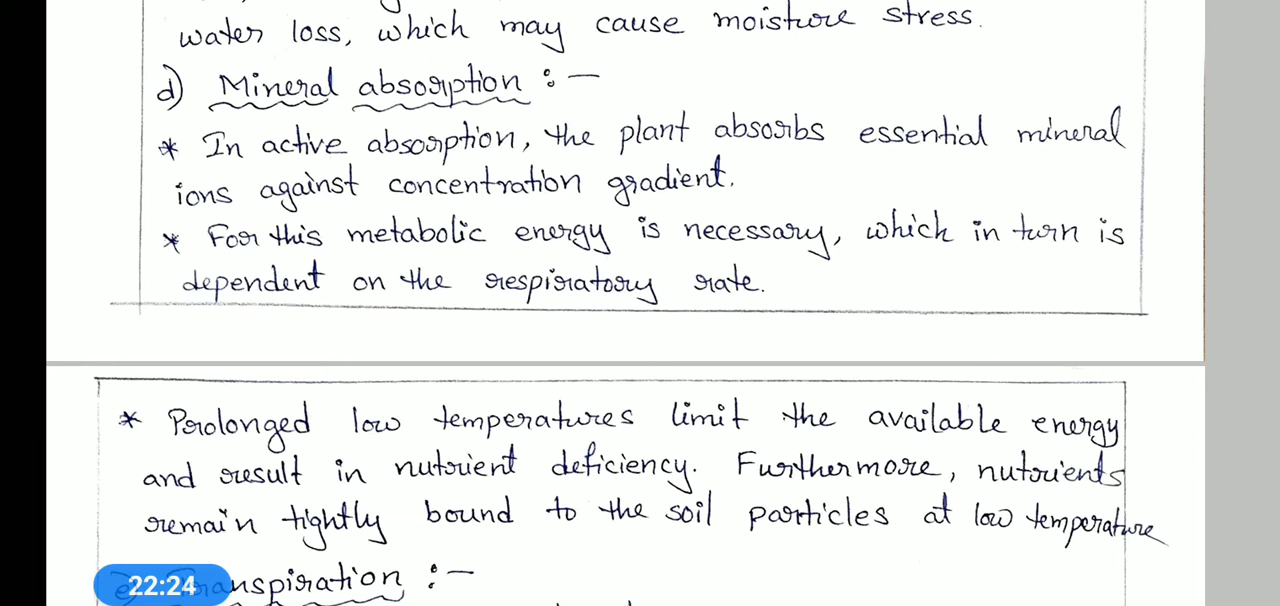 water loss, which may cause moisture stress.
d) Mineral absorption :—
* In active absorption, the plant absorbs essential mineral
ions against concentration gradient.
* For this metabolic energy is necessary, which in turn is
dependent on the respiratory rate.
* Prolonged low temperatures limit the available energy
and result in nutrient deficiency. Furthermore, nutrients
remain tightly bound to the soil particles at low temperature
e) Transpiration :—
22:24